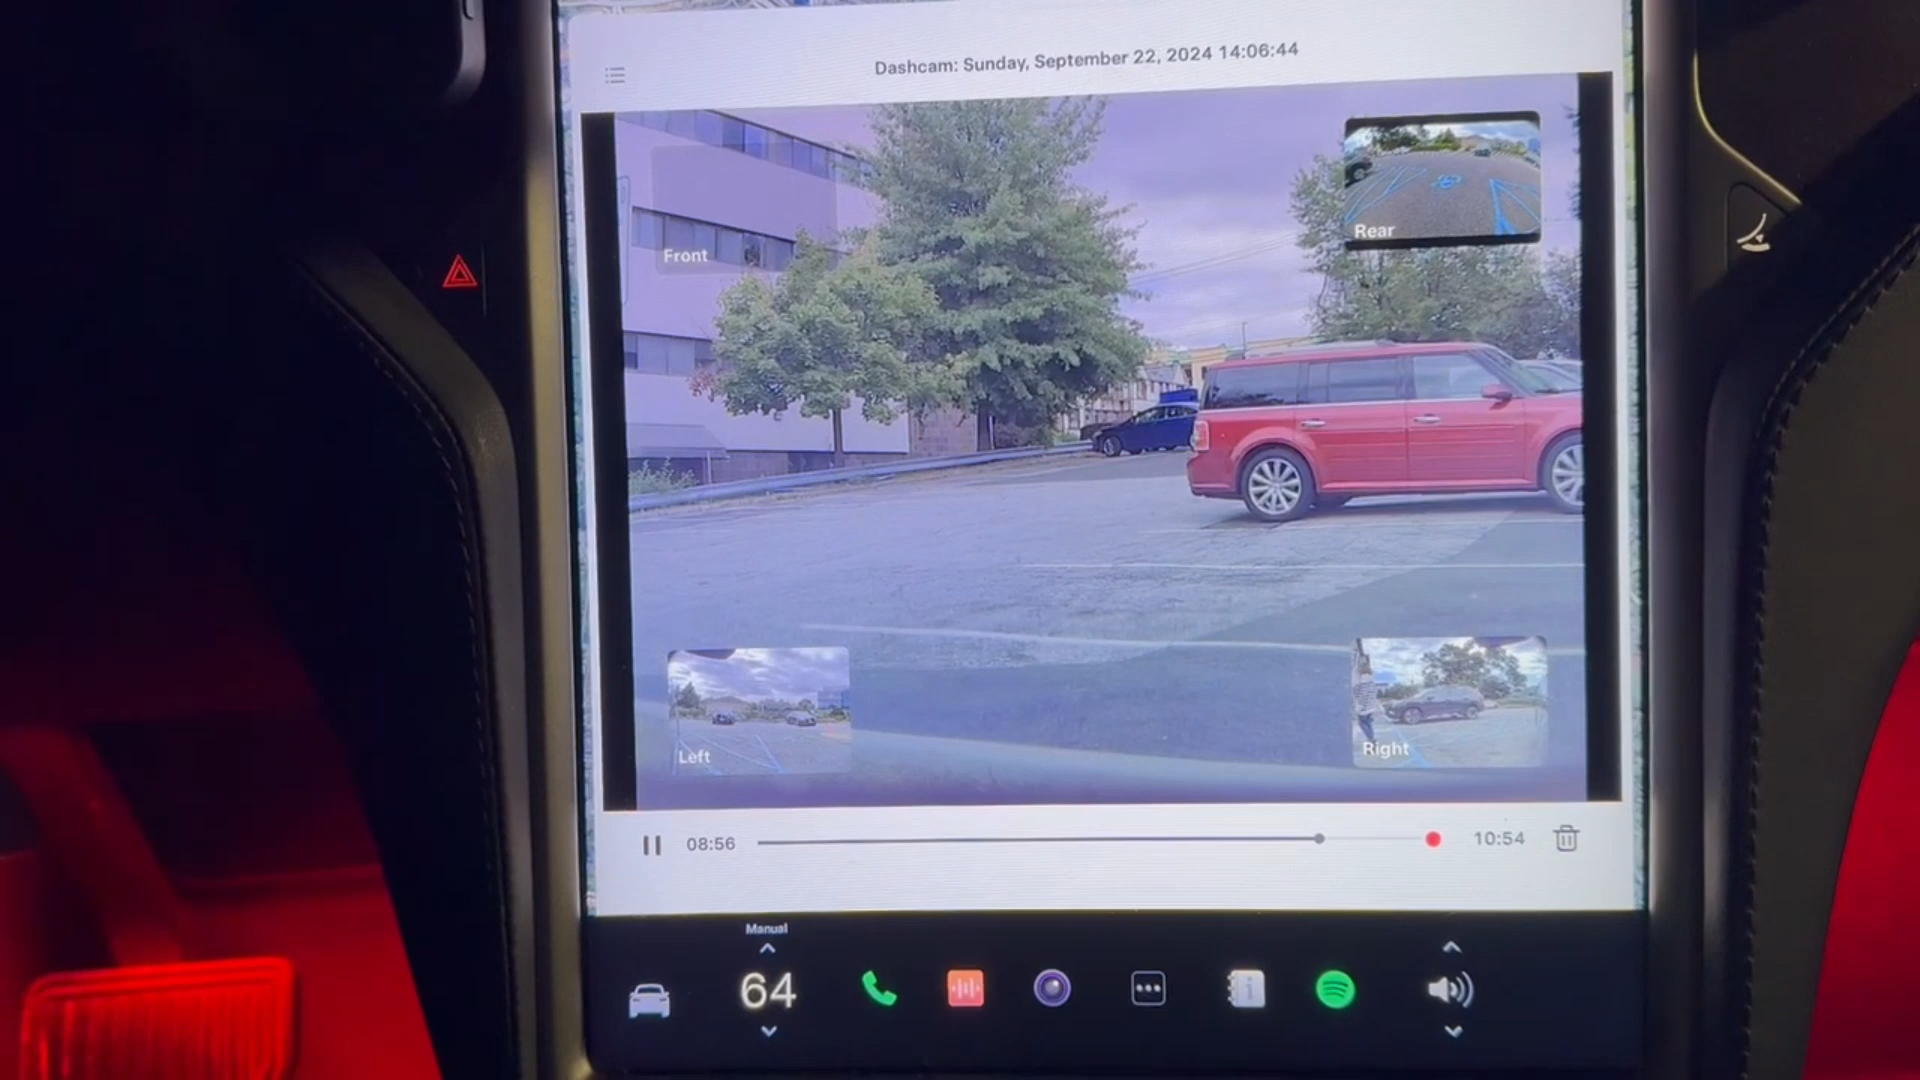 Dashcam: Sunday, September 22, 2024 14:06:44
Front
Rear
Left
Right
08:56
10:54
Manual
64